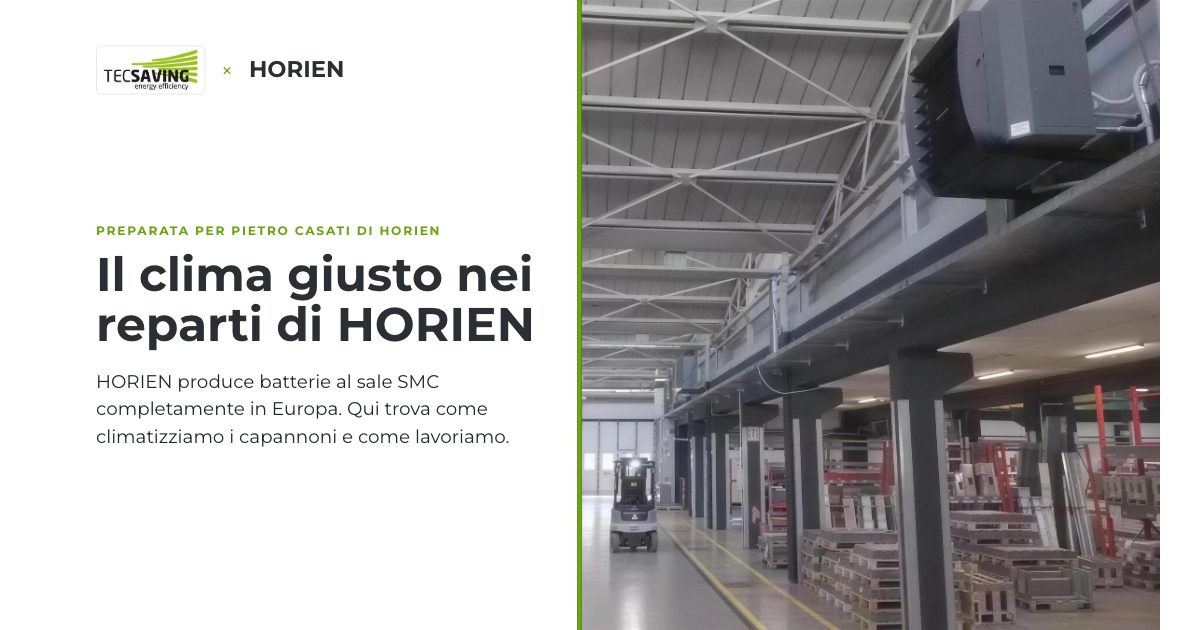 TECSAVING
energy efficiency
× HORIEN
PREPARATA PER PIETRO CASATI DI HORIEN
Il clima giusto nei
reparti di HORIEN
HORIEN produce batterie al sale SMC
completamente in Europa. Qui trova come
climatizziamo i capannoni e come lavoriamo.